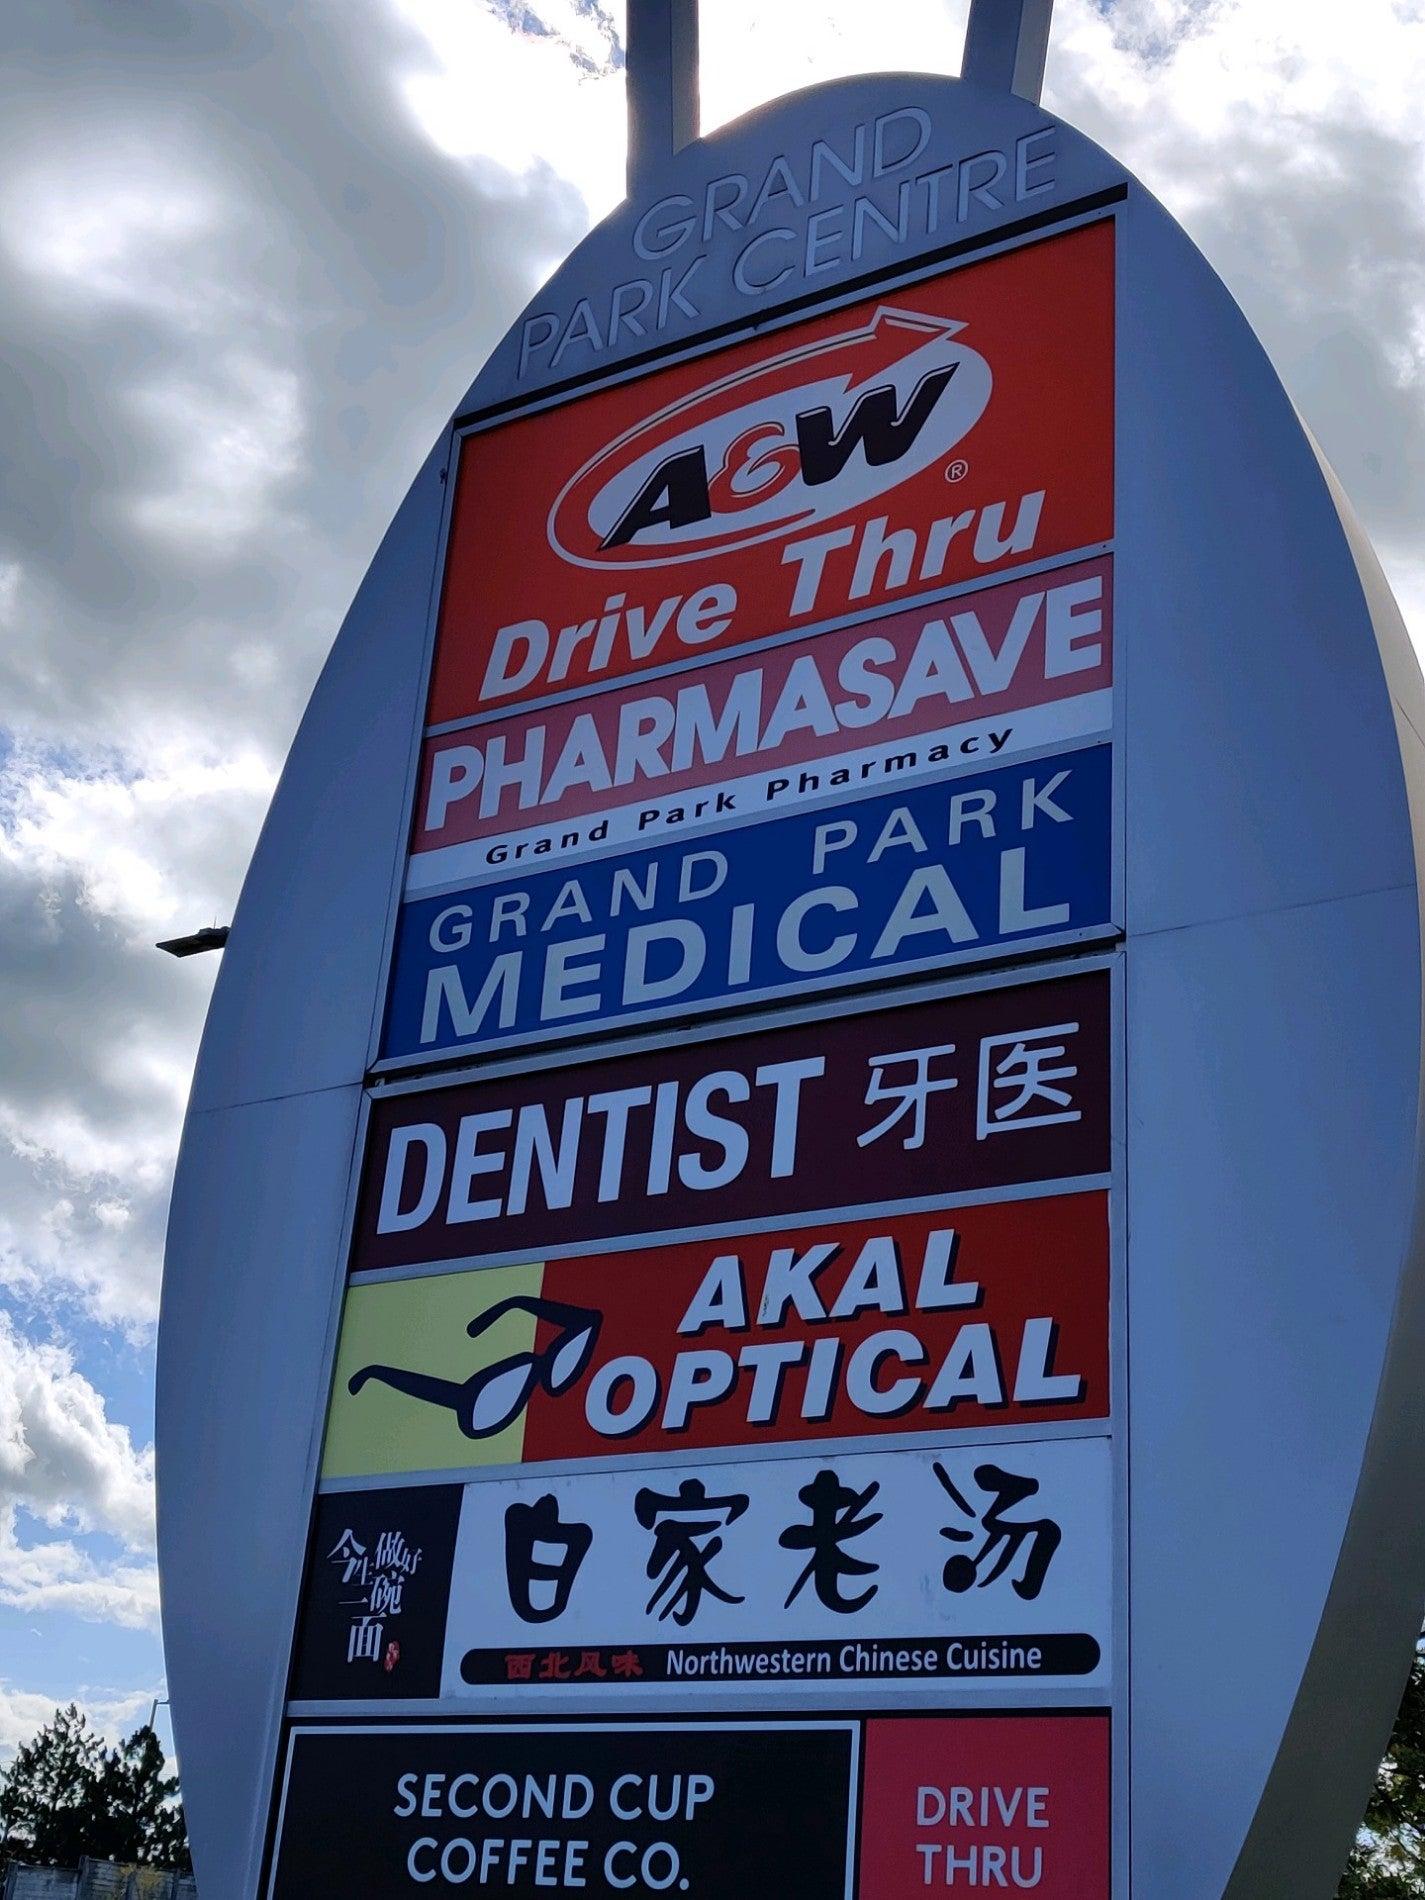 GRAND
PARK CENTRE
A&W®
Drive Thru
PHARMASAVE
Grand Park Pharmacy
GRAND PARK
MEDICAL
DENTIST 牙医
AKAL
OPTICAL
今生
做好
一碗
面
白家老汤
西北风味 Northwestern Chinese Cuisine
SECOND CUP
COFFEE CO.
DRIVE
THRU